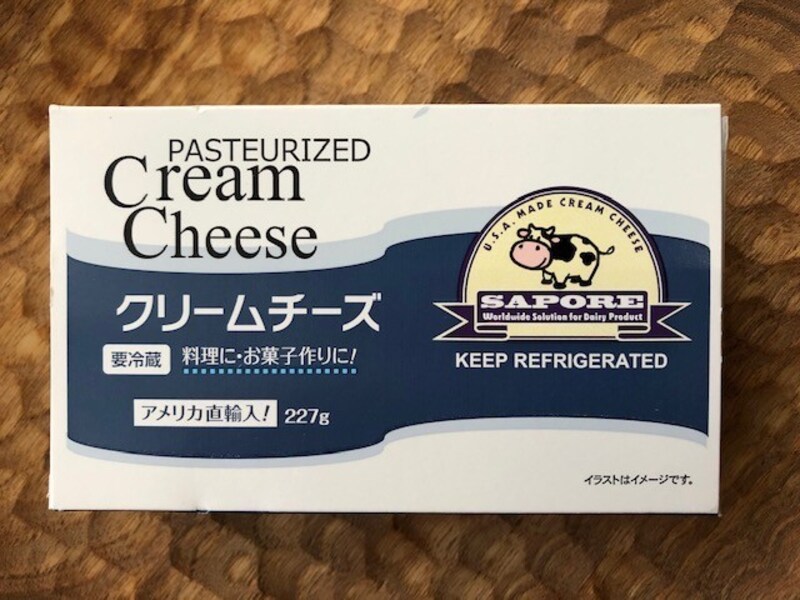 PASTEURIZED
Cream
Cheese
クリームチーズ
要冷蔵 料理に・お菓子作りに!
アメリカ直輸入! 227g
U.S.A. MADE CREAM CHEESE
SAPORE
Worldwide Solution for Dairy Product
KEEP REFRIGERATED
イラストはイメージです。